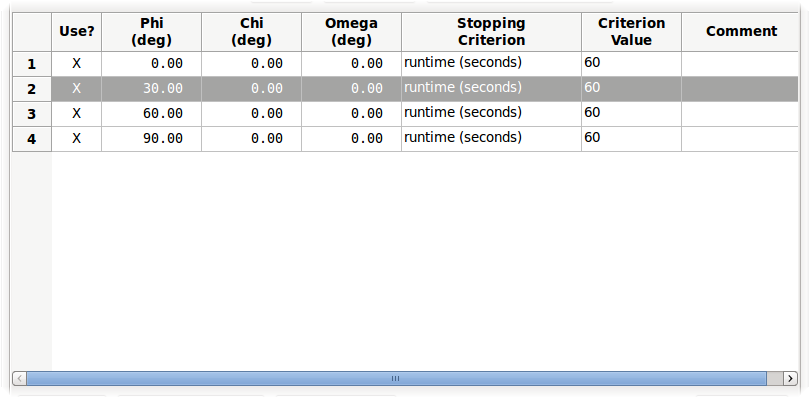 Use? Phi (deg) Chi (deg) Omega (deg) Stopping Criterion Criterion Value Comment
1 X 0.00 0.00 0.00 runtime (seconds) 60
2 X 30.00 0.00 0.00 runtime (seconds) 60
3 X 60.00 0.00 0.00 runtime (seconds) 60
4 X 90.00 0.00 0.00 runtime (seconds) 60